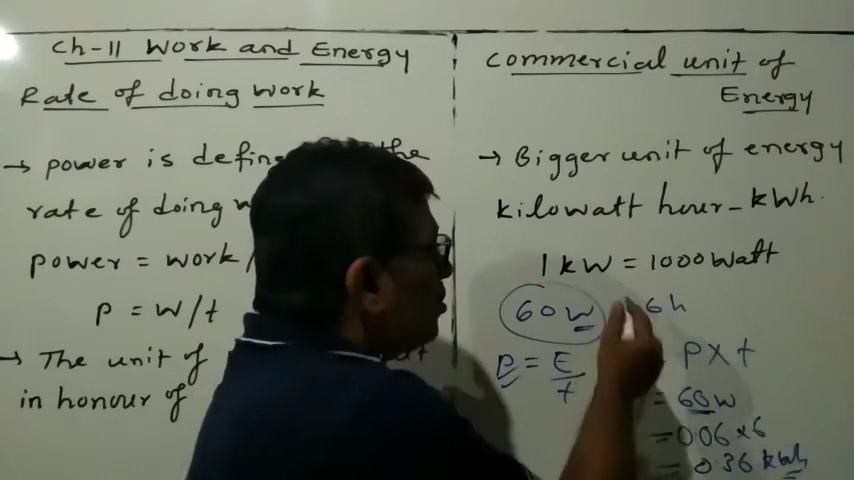 Ch-11 Work and Energy
Rate of doing work
→ power is defin the
rate of doing w
power = work/
P = W/t
→ The unit of
in honour of
Commercial unit of
Energy
→ Bigger unit of energy
kilowatt hour - kWh.
1 kW = 1000 Watt
60 W 6h
P = E/t = P × t
= 60 W
= 0.06 × 6
= 0.36 kWh